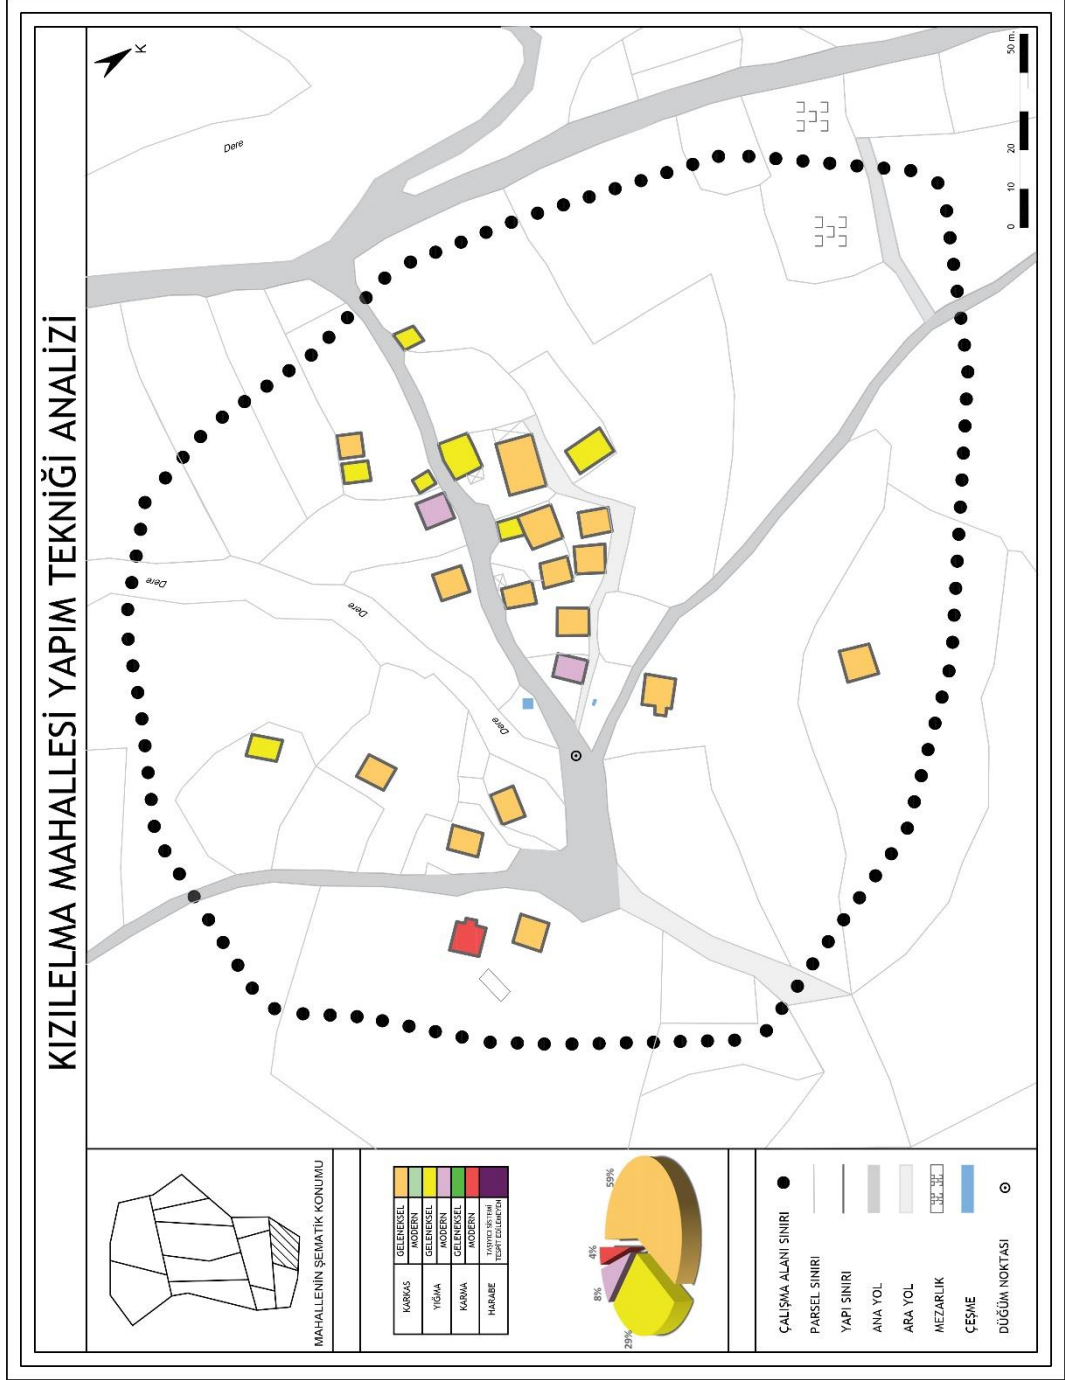 KIZILELMA MAHALLESİ YAPIM TEKNİĞİ ANALİZİ
K
Dere
Dere
Dere
Dere
0 10 20 50 m.
MAHALLENİN ŞEMATİK KONUMU
KARKAS
GELENEKSEL
MODERN
YIĞMA
GELENEKSEL
MODERN
KARMA
GELENEKSEL
MODERN
HARABE
TAŞIYICI SİSTEMİ
TESPİT EDİLEMEYEN
59%
29%
8%
4%
ÇALIŞMA ALANI SINIRI
PARSEL SINIRI
YAPI SINIRI
ANA YOL
ARA YOL
MEZARLIK
ÇEŞME
DÜĞÜM NOKTASI